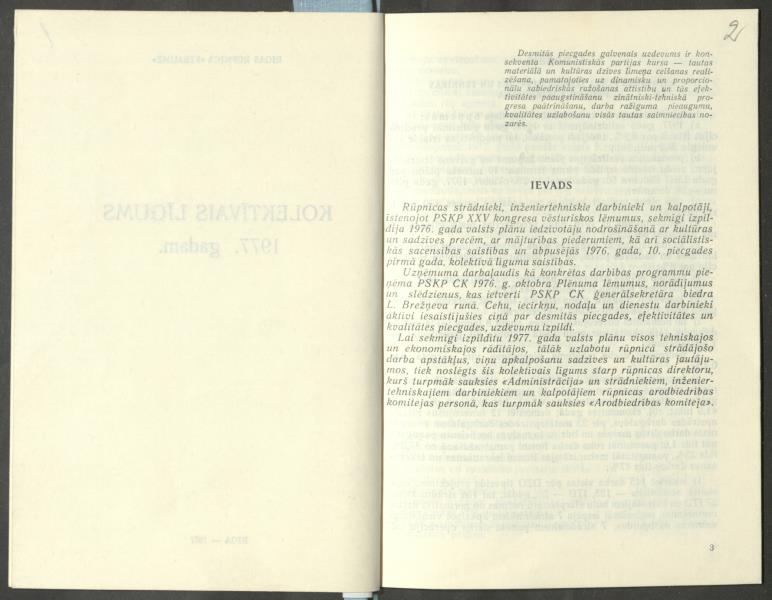 2
Desmitās piecgades galvenais uzdevums ir kon-
sekventa Komunistiskās partijas kursa — tautas
materiālā un kultūras dzīves līmeņa celšanas reali-
zēšana, pamatojoties uz dinamisku un proporcio-
nālu sabiedriskās ražošanas attīstību un tās efek-
tivitātes paaugstināšanu zinātniski-tehniskā pro-
gresa paātrināšanu, darba ražīguma pieaugumu,
kvalitātes uzlabošanu visās tautas saimniecības no-
zarēs.
IEVADS
Rūpnīcas strādnieki, inženiertehniskie darbinieki un kalpotāji,
īstenojot PSKP XXV kongresa vēsturiskos lēmumus, sekmīgi izpil-
dīja 1976. gada valsts plānu iedzīvotāju nodrošināšanā ar kultūras
un sadzīves precēm, ar mājturības piederumiem, kā arī sociālistis-
kās sacensības saistības un abpusējās 1976. gada, 10. piecgades
pirmā gada, kolektīvā līguma saistības.
Uzņēmuma darbaļaudis kā konkrētas darbības programmu pie-
ņēma PSKP CK 1976. g. oktobra Plēnuma lēmumus, norādījumus
un slēdzienus, kas ietverti PSKP CK ģenerālsekretāra biedra
L. Brežņeva runā. Cehu, iecirkņu, nodaļu un dienestu darbinieki
aktīvi iesaistījušies cīņā par desmitās piecgades, efektivitātes un
kvalitātes piecgades, uzdevumu izpildi.
Lai sekmīgi izpildītu 1977. gada valsts plānu visos tehniskajos
un ekonomiskajos rādītājos, tālāk uzlabotu rūpnīcā strādājošo
darba apstākļus, viņu apkalpošanu sadzīves un kultūras jautāju-
mos, tiek noslēgts šis kolektīvais līgums starp rūpnīcas direktoru,
kurš turpmāk sauksies «Administrācija» un strādniekiem, inženier-
tehniskajiem darbiniekiem un kalpotājiem rūpnīcas arodbiedrības
komitejas personā, kas turpmāk sauksies «Arodbiedrības komiteja».
3